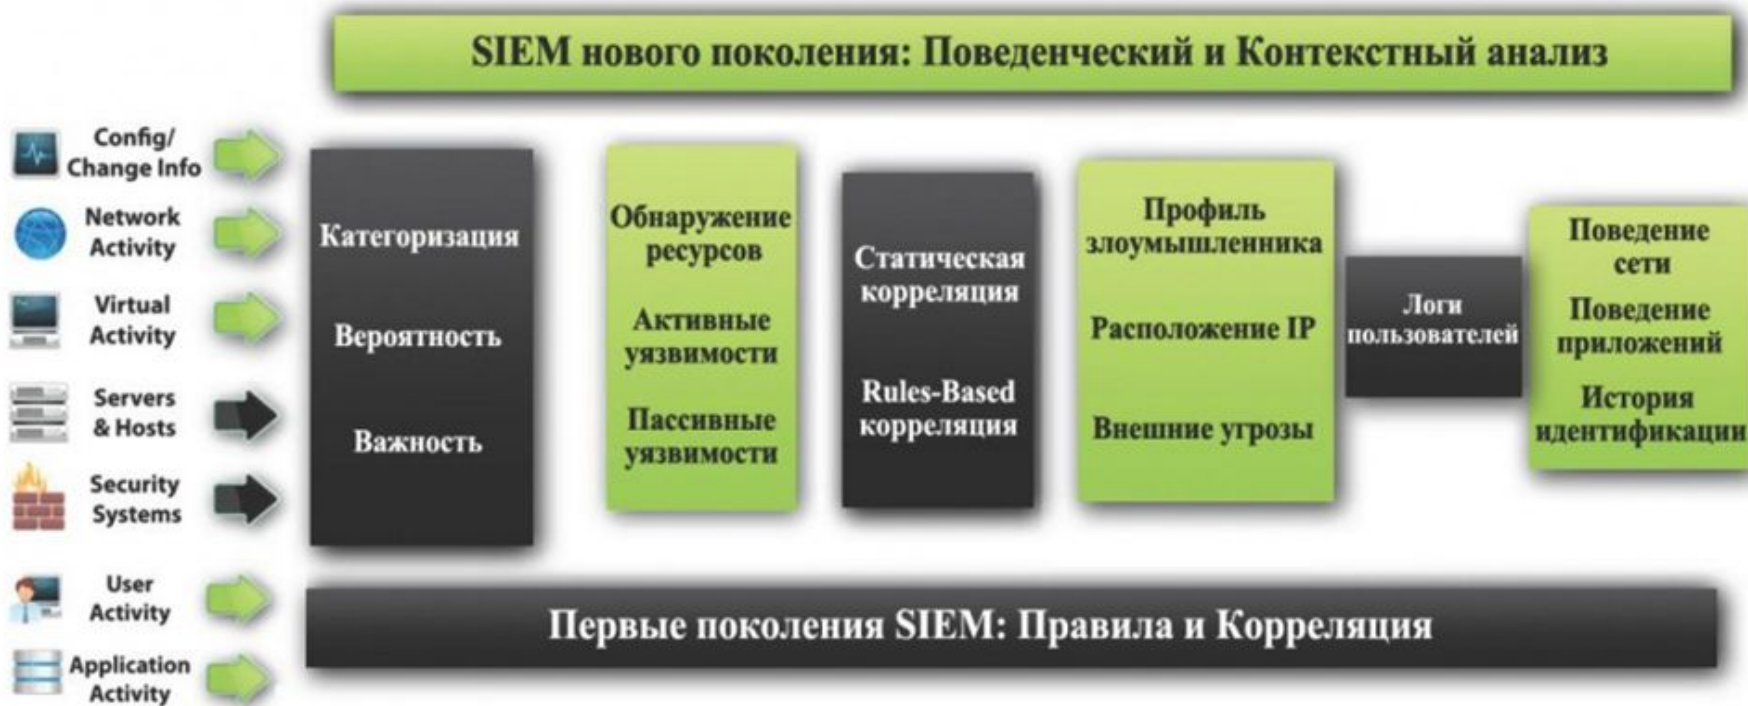 SIEM нового поколения: Поведенческий и Контекстный анализ
Config/
Change Info
Network
Activity
Virtual
Activity
Servers
& Hosts
Security
Systems
User
Activity
Application
Activity
Категоризация
Вероятность
Важность
Обнаружение
ресурсов
Активные
уязвимости
Пассивные
уязвимости
Статическая
корреляция
Rules-Based
корреляция
Профиль
злоумышленника
Расположение IP
Внешние угрозы
Логи
пользователей
Поведение
сети
Поведение
приложений
История
идентификации
Первые поколения SIEM: Правила и Корреляция